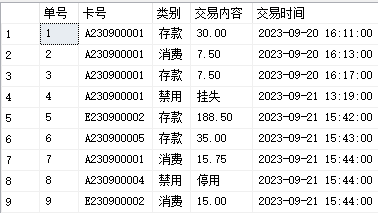 单号 卡号 类别 交易内容 交易时间
1 1 A230900001 存款 30.00 2023-09-20 16:11:00
2 2 A230900001 消费 7.50 2023-09-20 16:13:00
3 3 A230900001 存款 7.50 2023-09-20 16:17:00
4 4 A230900001 禁用 挂失 2023-09-21 13:19:00
5 5 E230900002 存款 188.50 2023-09-21 15:42:00
6 6 A230900005 存款 35.00 2023-09-21 15:43:00
7 7 A230900001 消费 15.75 2023-09-21 15:44:00
8 8 A230900004 禁用 停用 2023-09-21 15:44:00
9 9 E230900002 消费 15.00 2023-09-21 15:44:00